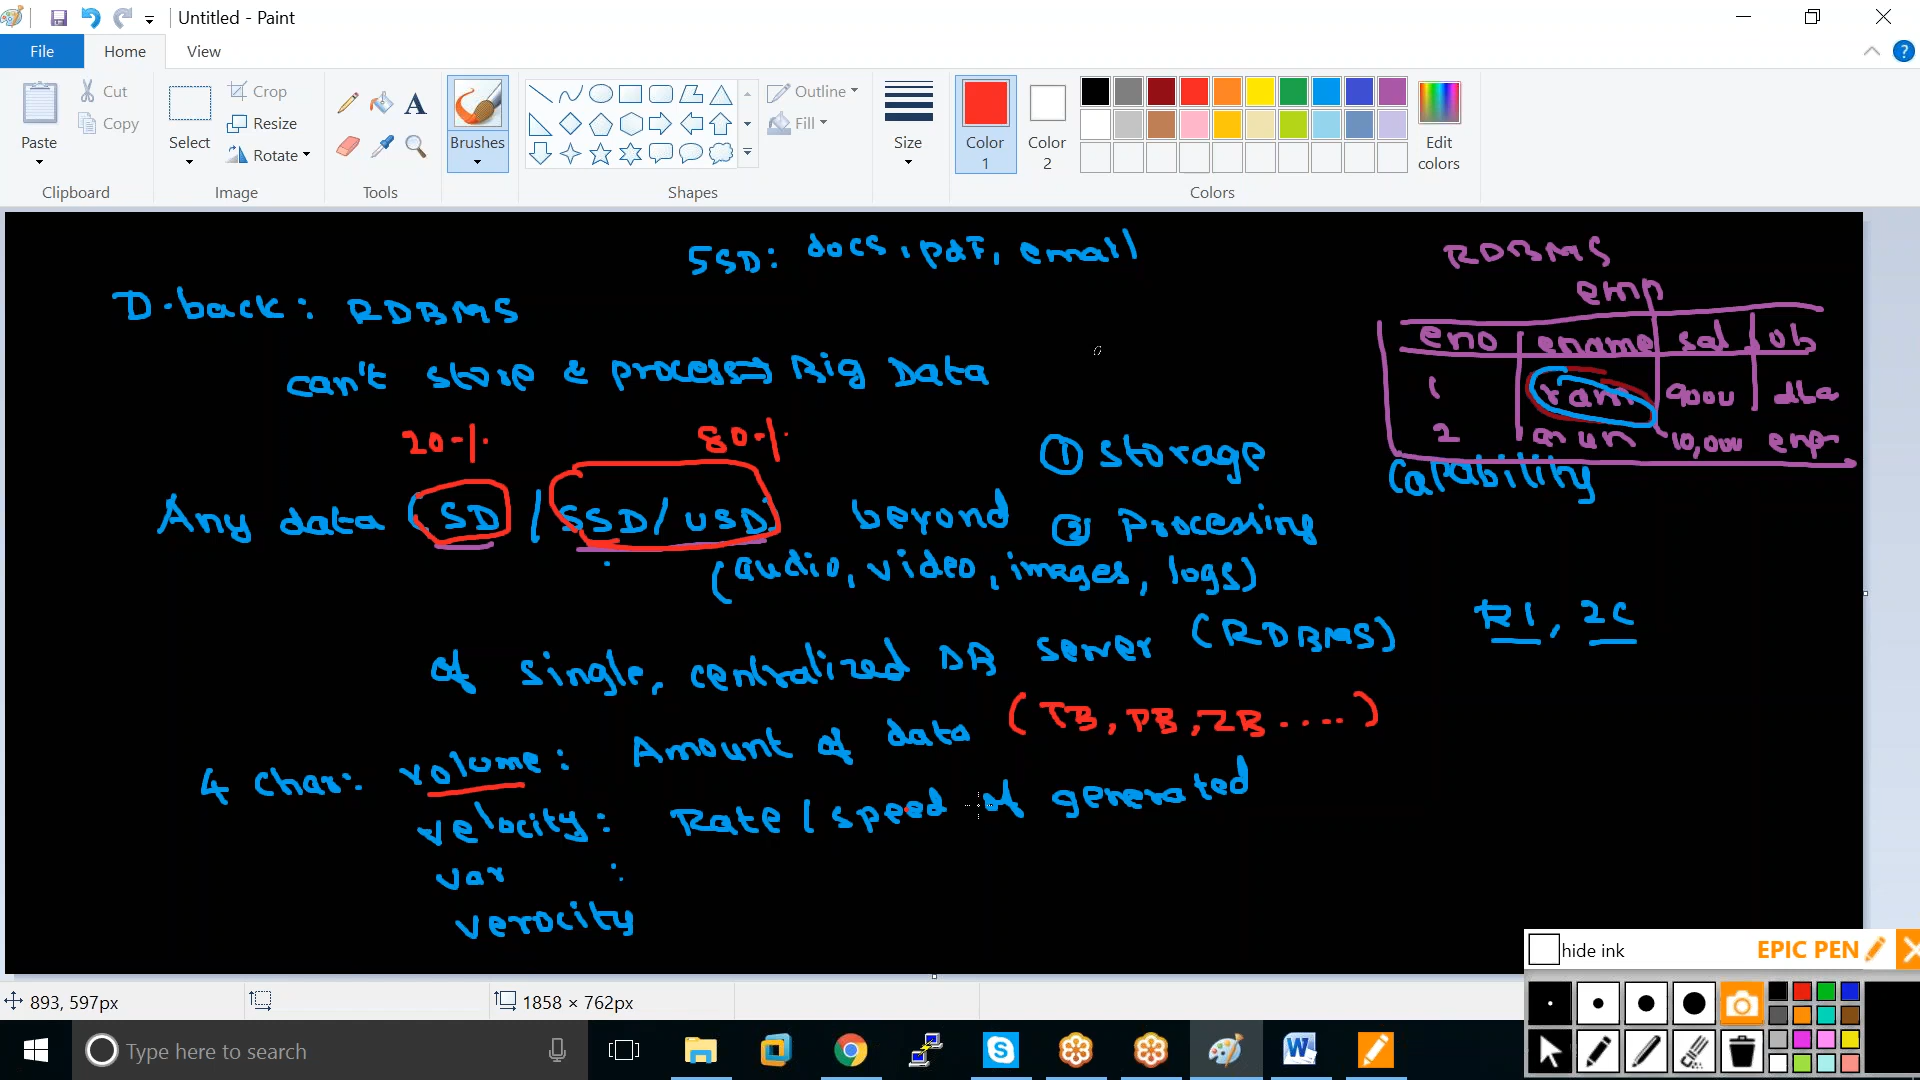 Untitled - Paint
File Home View
Paste Cut Copy Select Crop Resize Rotate Brushes Outline Fill Size Color 1 Color 2 Edit colors
Clipboard Image Tools Shapes Colors
SSD: docs, pdf, email
RDBMS
emp
D.back: RDBMS
eno ename sal job
can't store & process Big Data
1 ram 9000 dba
20% 80%
2 arun 10,000
① Storage
Capability
Any data (SD / SSD / USD beyond ② Processing
(audio, video, images, logs)
R1, 2C
of single, centralized DB server (RDBMS)
4 char: volume: Amount of data (TB, PB, ZB ....)
velocity: Rate / speed of generated
var :
verocity
hide ink EPIC PEN
893, 597px 1858 × 762px
Type here to search